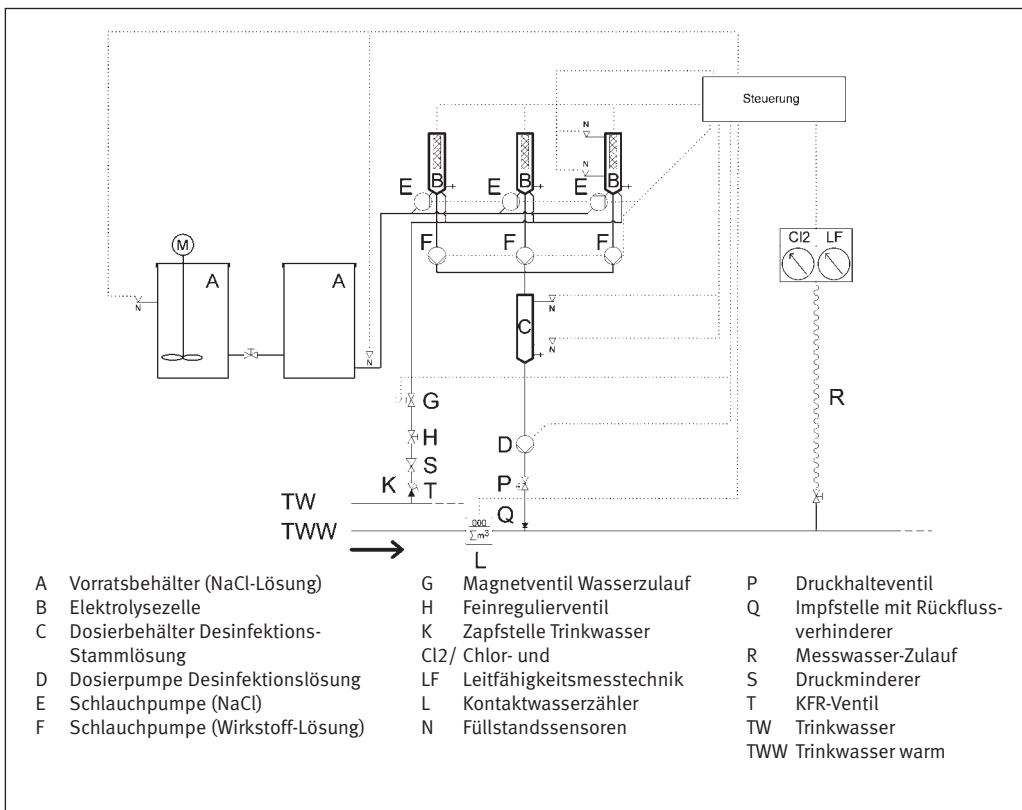 Steuerung
N
N
B
B
B
E
E
E
F
F
F
M
A
A
N
N
N
C
N
Cl2 LF
G
H
S
K T
D
P
Q
R
TW
TWW
000
Σm³
L
A Vorratsbehälter (NaCl-Lösung)
B Elektrolysezelle
C Dosierbehälter Desinfektions-
Stammlösung
D Dosierpumpe Desinfektionslösung
E Schlauchpumpe (NaCl)
F Schlauchpumpe (Wirkstoff-Lösung)
G Magnetventil Wasserzulauf
H Feinregulierventil
K Zapfstelle Trinkwasser
Cl2/ Chlor- und
LF Leitfähigkeitsmesstechnik
L Kontaktwasserzähler
N Füllstandssensoren
P Druckhalteventil
Q Impfstelle mit Rückfluss-
verhinderer
R Messwasser-Zulauf
S Druckminderer
T KFR-Ventil
TW Trinkwasser
TWW Trinkwasser warm